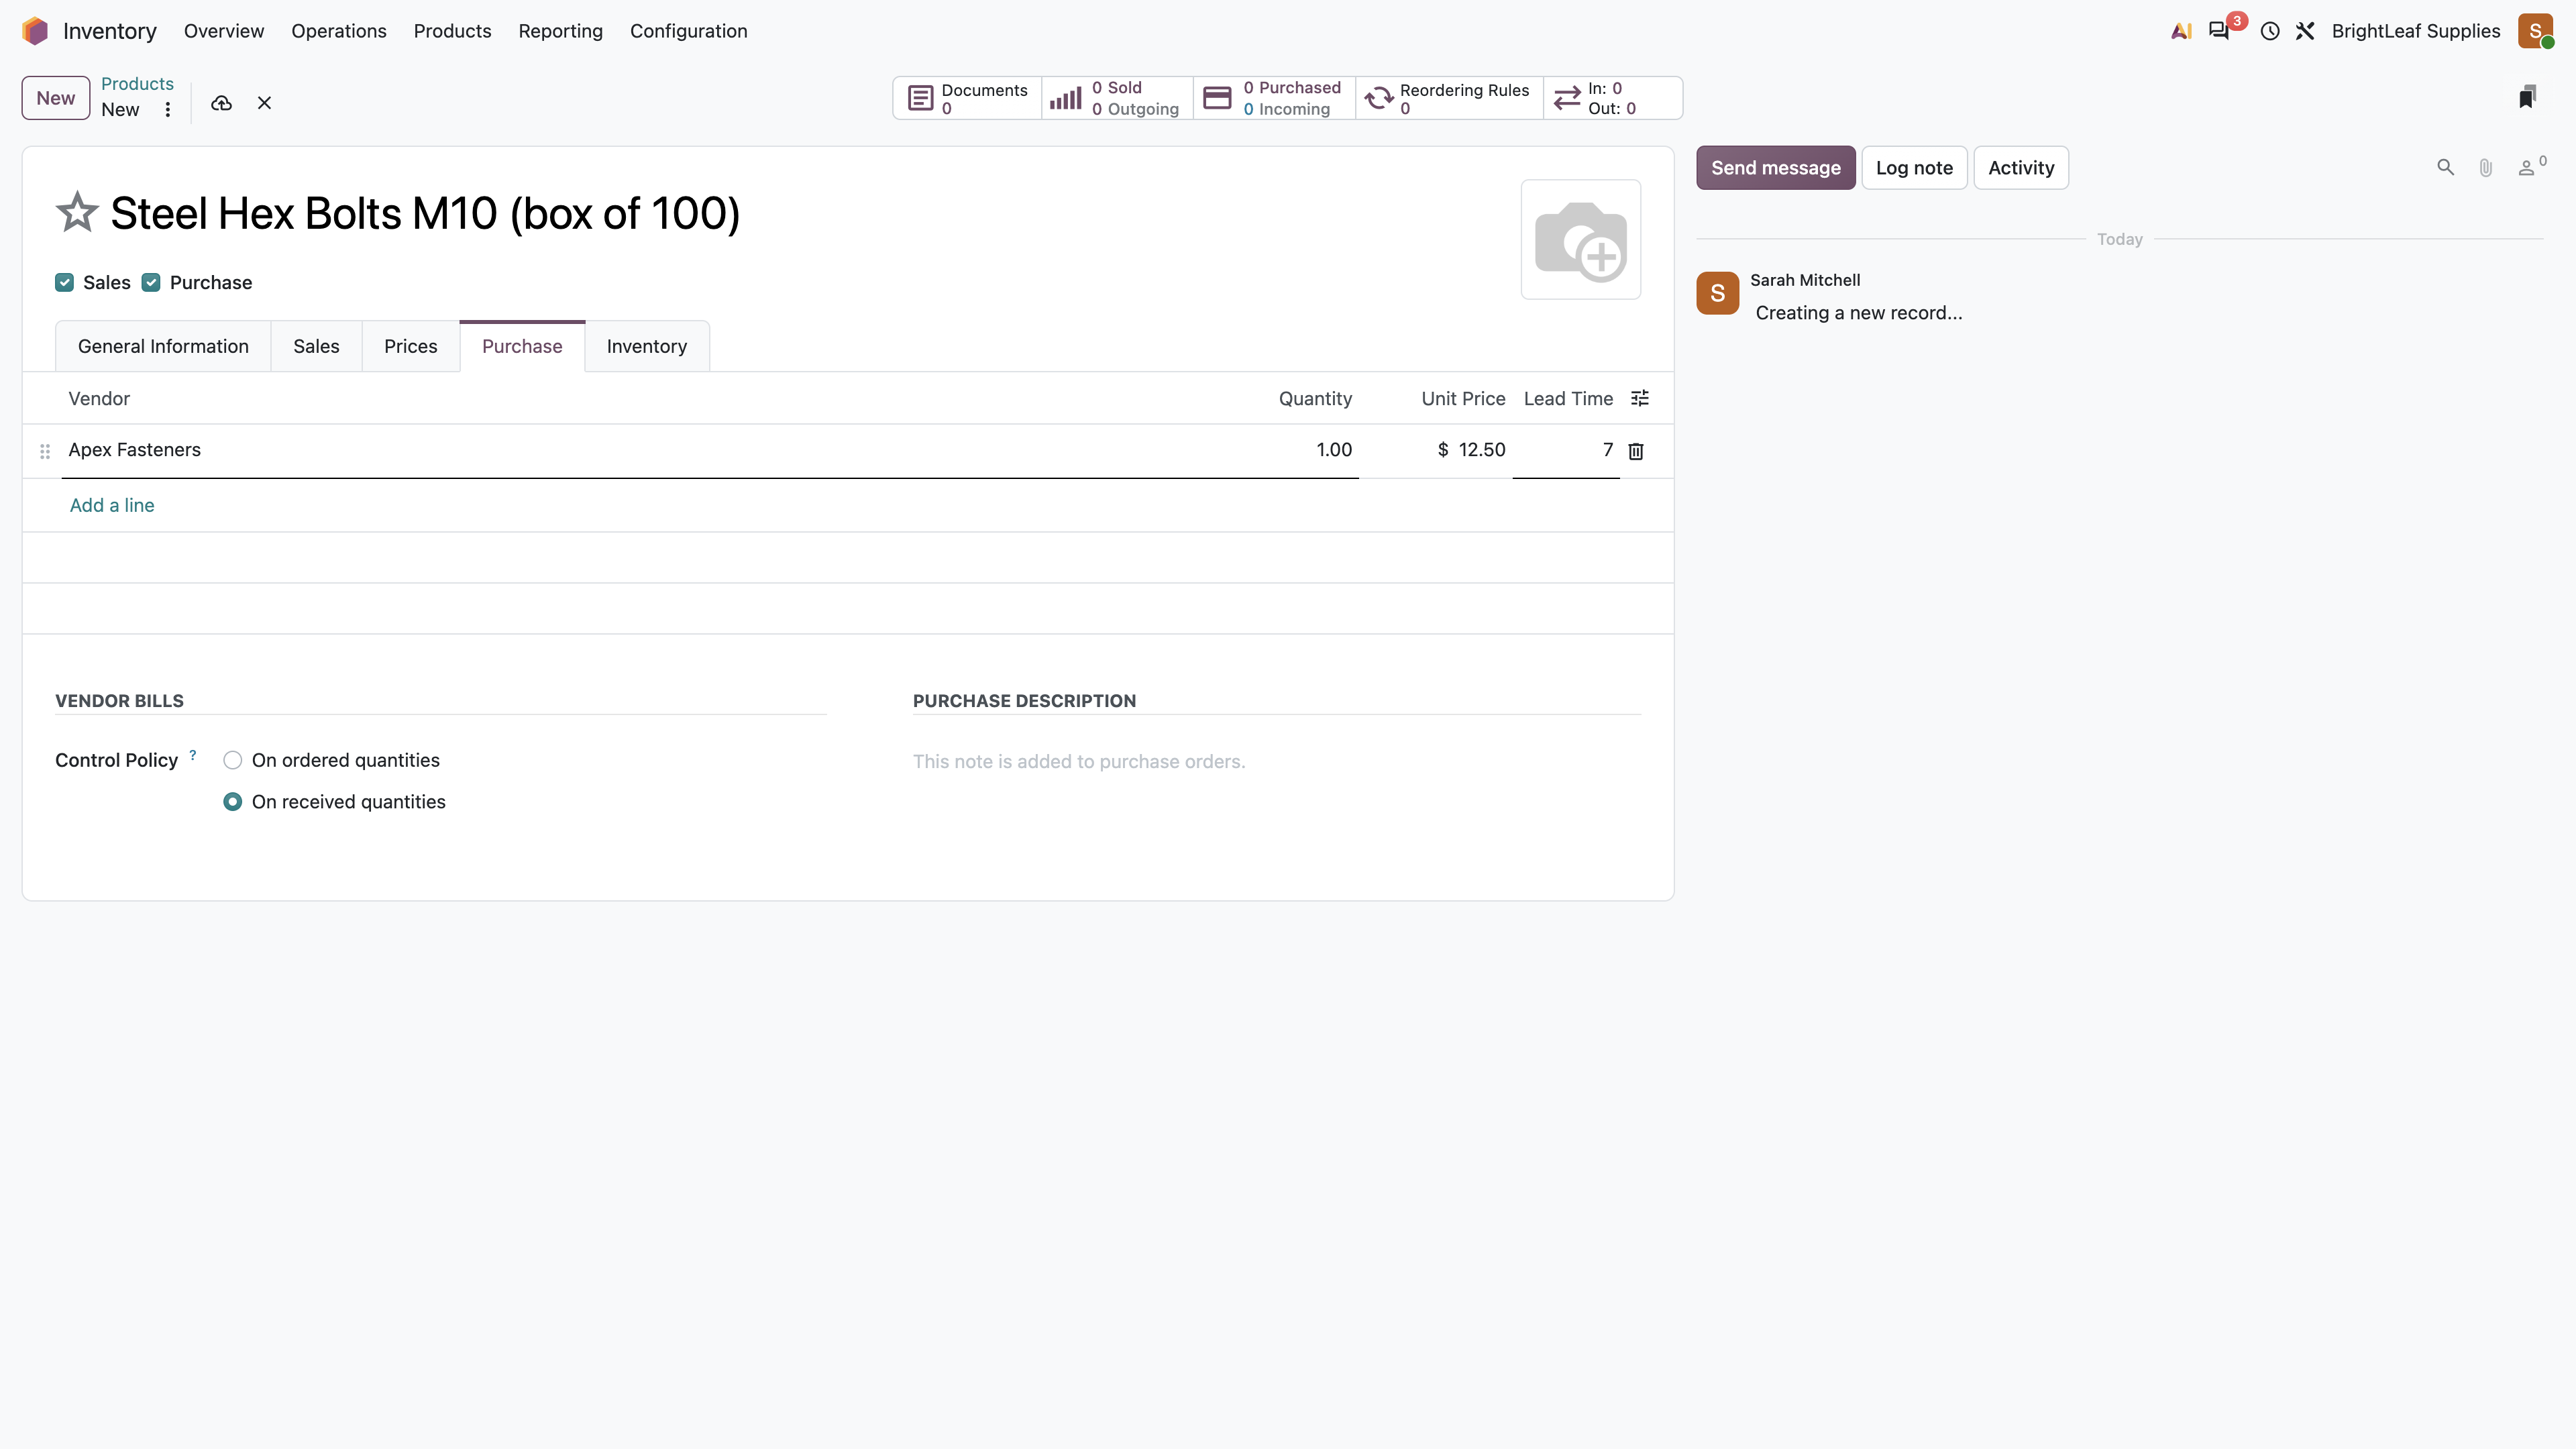 Inventory Overview Operations Products Reporting Configuration AI 3 BrightLeaf Supplies S
New Products
New
Documents 0
0 Sold
0 Outgoing
0 Purchased
0 Incoming
Reordering Rules
0
In: 0
Out: 0
Steel Hex Bolts M10 (box of 100)
Sales Purchase
General Information Sales Prices Purchase Inventory
Vendor Quantity Unit Price Lead Time
Apex Fasteners 1.00 $ 12.50 7
Add a line
VENDOR BILLS
Control Policy ? On ordered quantities
On received quantities
PURCHASE DESCRIPTION
This note is added to purchase orders.
Send message Log note Activity 0
Today
S Sarah Mitchell
Creating a new record...